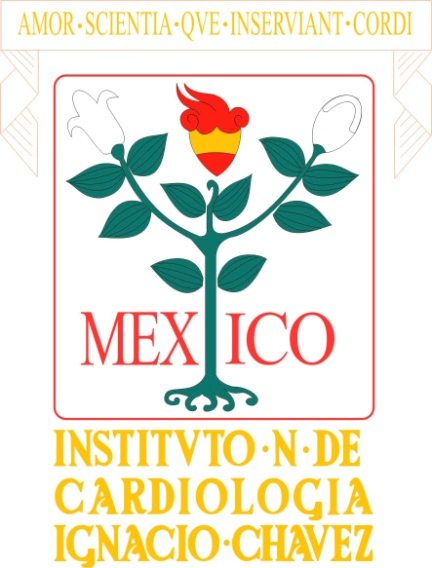 AMOR·SCIENTIA·QVE·INSERVIANT·CORDI
MEXICO
INSTITVTO·N·DE
CARDIOLOGIA
IGNACIO·CHAVEZ